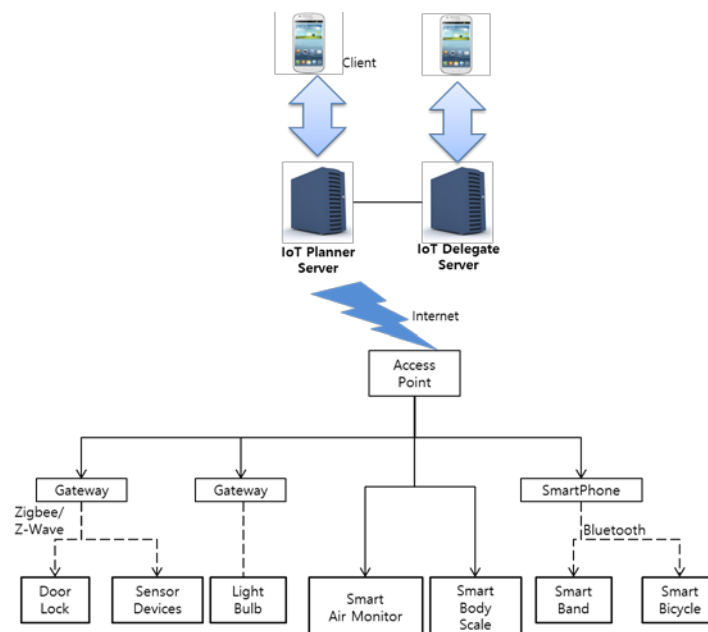 Client
IoT Planner
Server
IoT Delegate
Server
Internet
Access
Point
Gateway
Gateway
SmartPhone
Zigbee/
Z-Wave
Bluetooth
Door
Lock
Sensor
Devices
Light
Bulb
Smart
Air Monitor
Smart
Body
Scale
Smart
Band
Smart
Bicycle